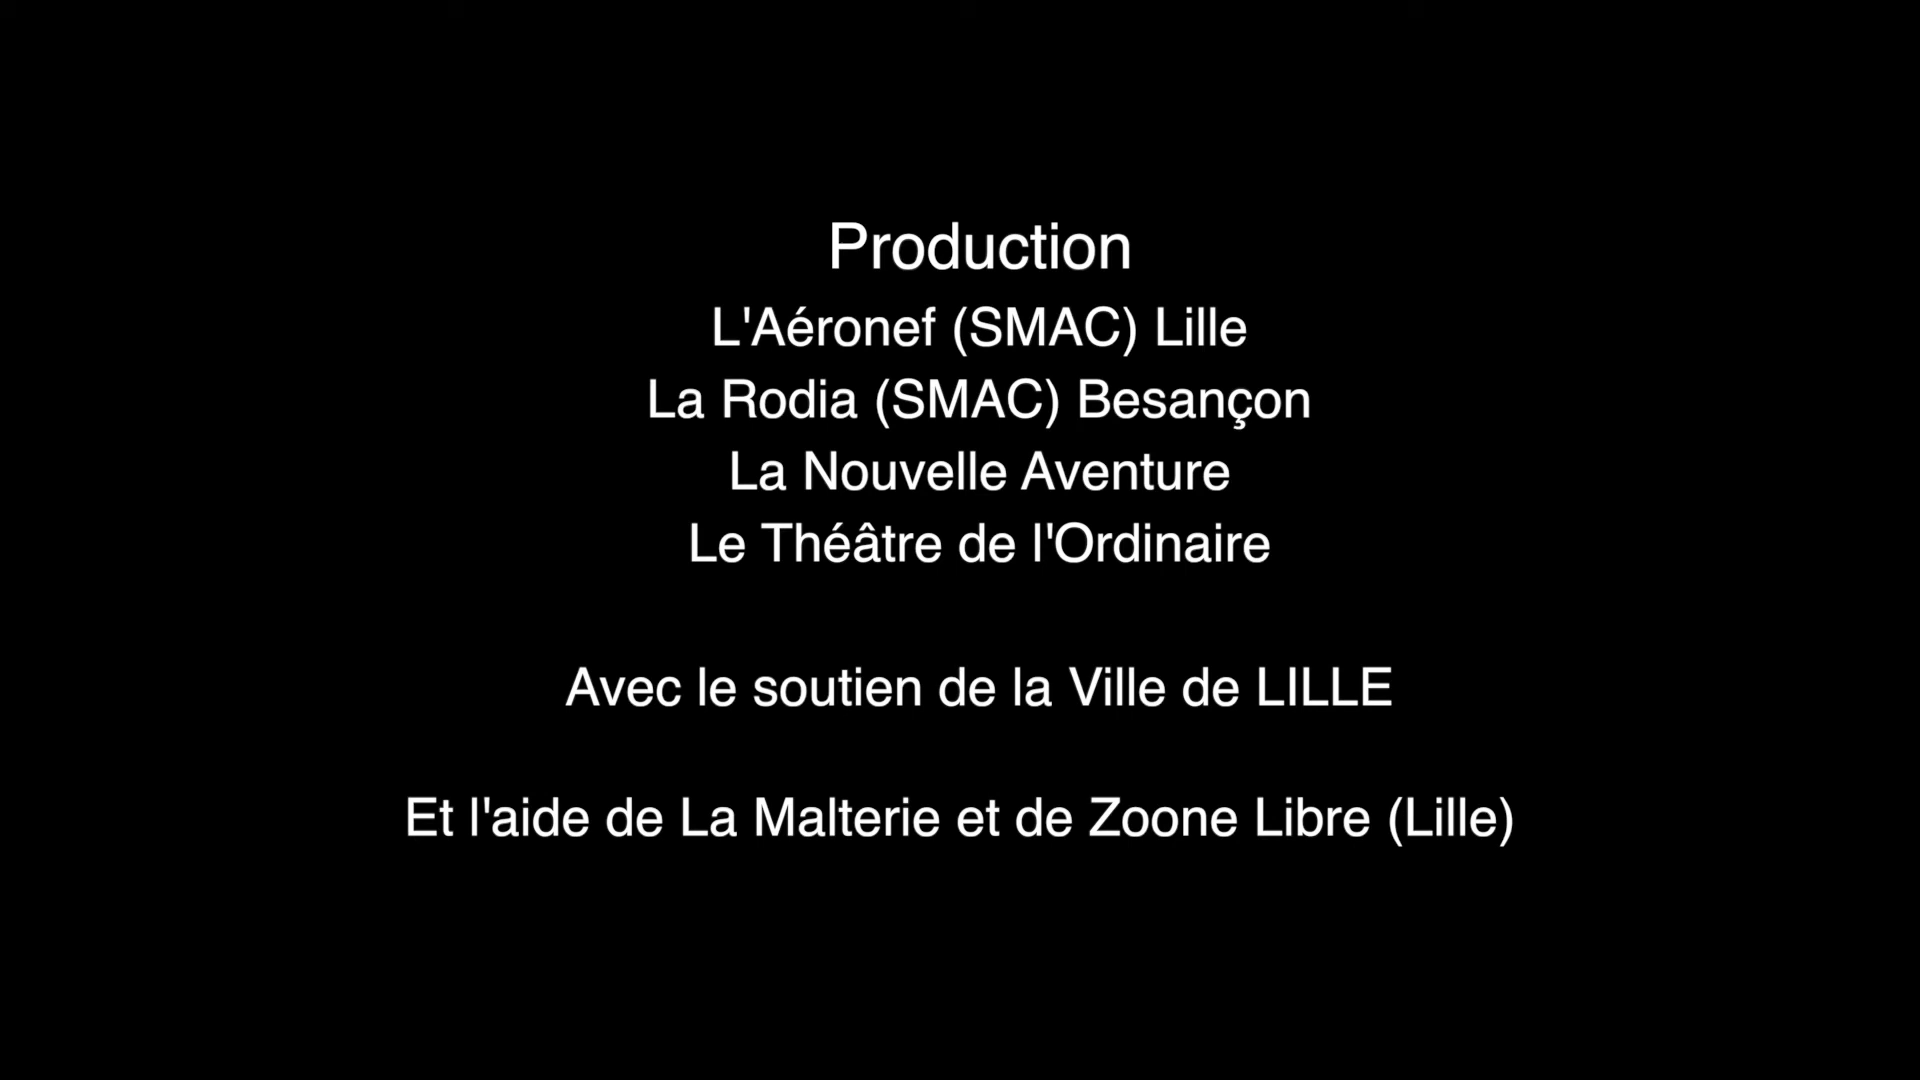 Production
L'Aéronef (SMAC) Lille
La Rodia (SMAC) Besançon
La Nouvelle Aventure
Le Théâtre de l'Ordinaire
Avec le soutien de la Ville de LILLE
Et l'aide de La Malterie et de Zoone Libre (Lille)